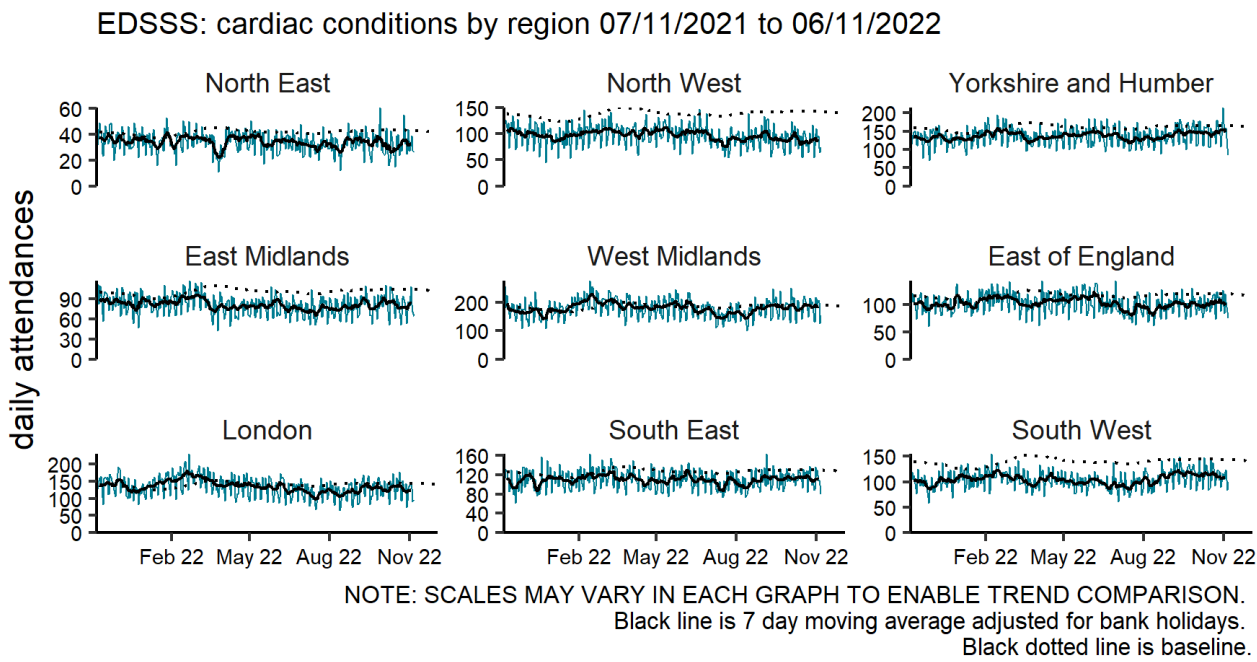 EDSSS: cardiac conditions by region 07/11/2021 to 06/11/2022
daily attendances
North East
60
40
20
0
North West
150
100
50
0
Yorkshire and Humber
200
150
100
50
0
East Midlands
90
60
30
0
West Midlands
200
100
0
East of England
100
50
0
London
200
150
100
50
0
South East
160
120
80
40
0
South West
150
100
50
0
Feb 22 May 22 Aug 22 Nov 22
Feb 22 May 22 Aug 22 Nov 22
Feb 22 May 22 Aug 22 Nov 22
NOTE: SCALES MAY VARY IN EACH GRAPH TO ENABLE TREND COMPARISON.
Black line is 7 day moving average adjusted for bank holidays.
Black dotted line is baseline.